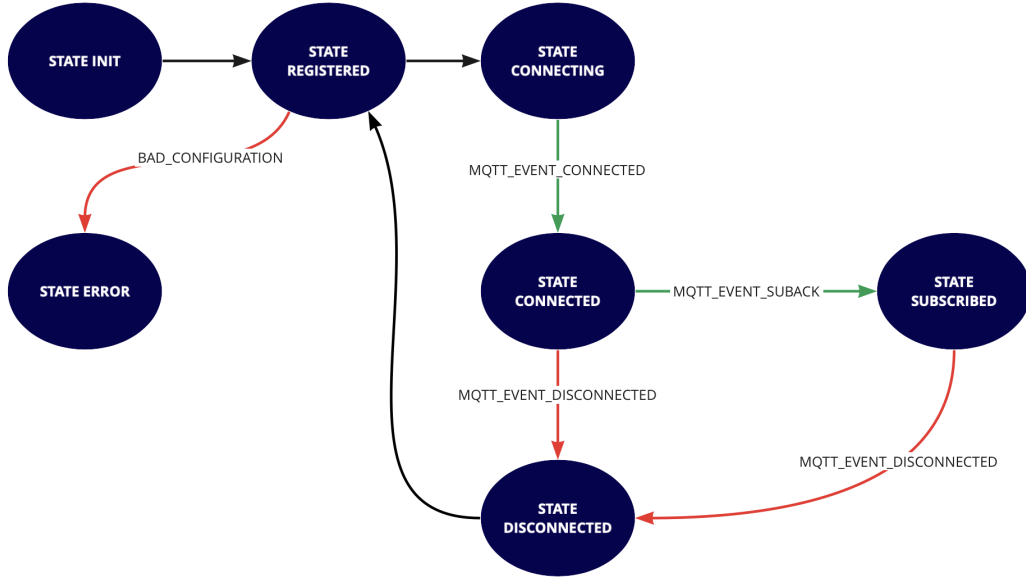 STATE INIT
STATE
REGISTERED
STATE
CONNECTING
BAD_CONFIGURATION
MQTT_EVENT_CONNECTED
STATE ERROR
STATE
CONNECTED
MQTT_EVENT_SUBACK
STATE
SUBSCRIBED
MQTT_EVENT_DISCONNECTED
MQTT_EVENT_DISCONNECTED
STATE
DISCONNECTED